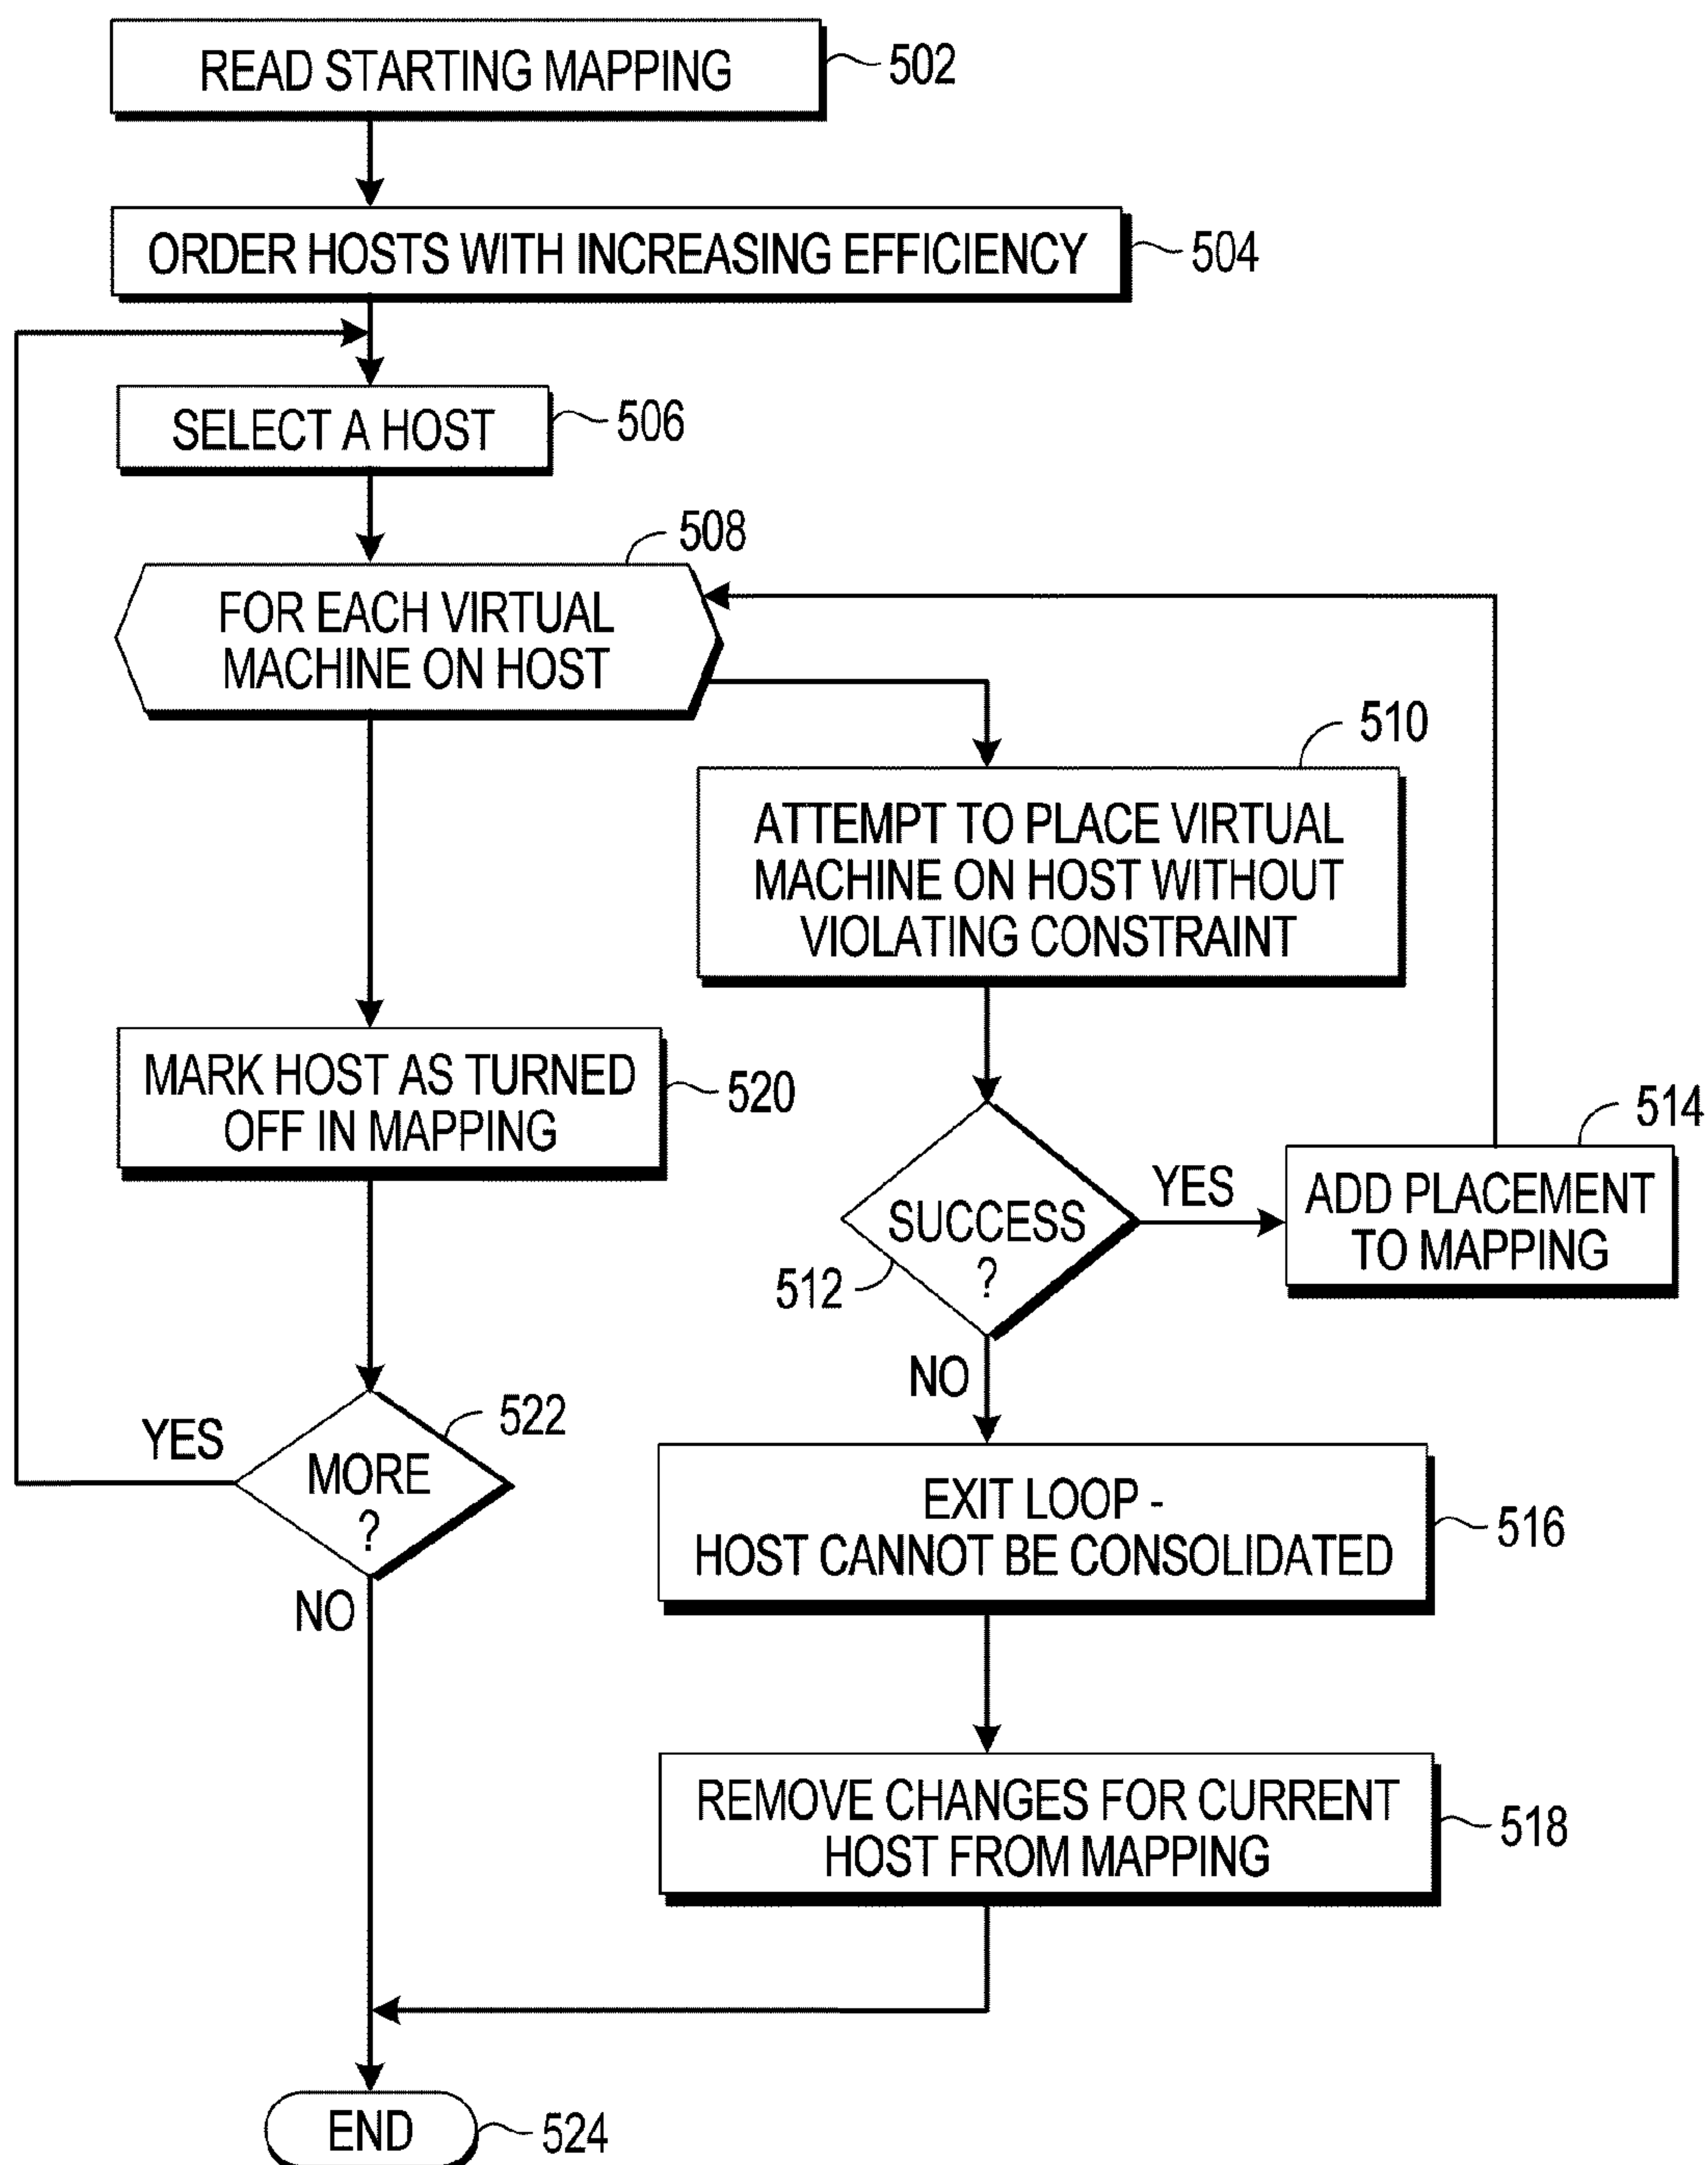 READ STARTING MAPPING
502
ORDER HOSTS WITH INCREASING EFFICIENCY
504
SELECT A HOST
506
508
FOR EACH VIRTUAL
MACHINE ON HOST
510
ATTEMPT TO PLACE VIRTUAL
MACHINE ON HOST WITHOUT
VIOLATING CONSTRAINT
MARK HOST AS TURNED
OFF IN MAPPING
520
514
YES
ADD PLACEMENT
TO MAPPING
SUCCESS
?
512
NO
522
YES
MORE
?
NO
EXIT LOOP -
HOST CANNOT BE CONSOLIDATED
516
REMOVE CHANGES FOR CURRENT
HOST FROM MAPPING
518
END
524